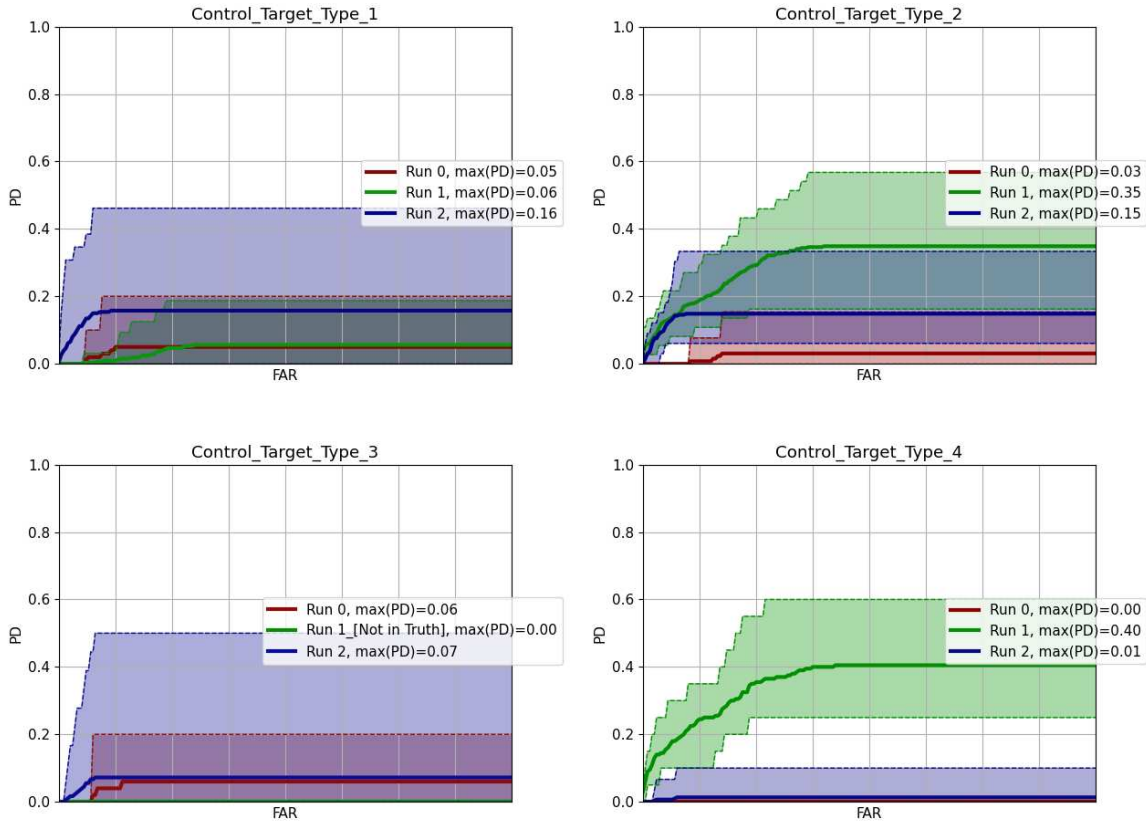 Control_Target_Type_1
1.0
0.8
0.6
0.4
0.2
0.0
PD
FAR
Run 0, max(PD)=0.05
Run 1, max(PD)=0.06
Run 2, max(PD)=0.16
Control_Target_Type_2
1.0
0.8
0.6
0.4
0.2
0.0
PD
FAR
Run 0, max(PD)=0.03
Run 1, max(PD)=0.35
Run 2, max(PD)=0.15
Control_Target_Type_3
1.0
0.8
0.6
0.4
0.2
0.0
PD
FAR
Run 0, max(PD)=0.06
Run 1_[Not in Truth], max(PD)=0.00
Run 2, max(PD)=0.07
Control_Target_Type_4
1.0
0.8
0.6
0.4
0.2
0.0
PD
FAR
Run 0, max(PD)=0.00
Run 1, max(PD)=0.40
Run 2, max(PD)=0.01